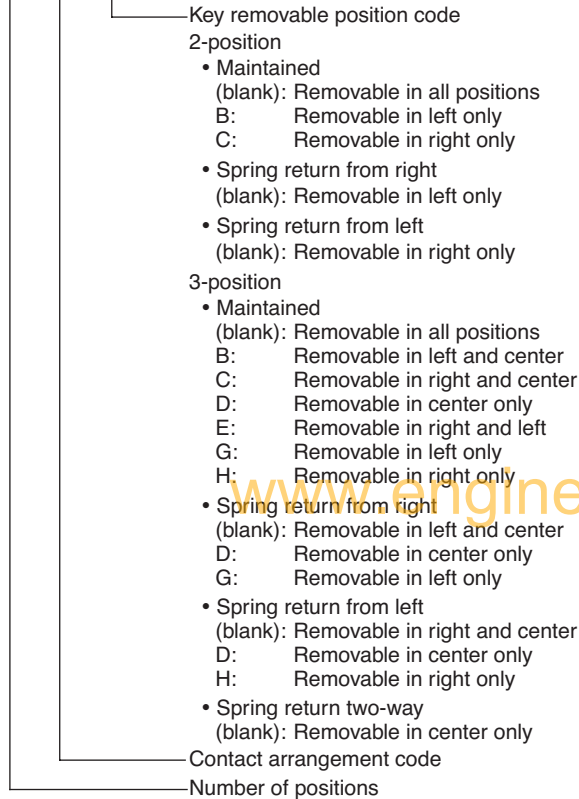 Key removable position code
2-position
• Maintained
(blank): Removable in all positions
B: Removable in left only
C: Removable in right only
• Spring return from right
(blank): Removable in left only
• Spring return from left
(blank): Removable in right only
3-position
• Maintained
(blank): Removable in all positions
B: Removable in left and center
C: Removable in right and center
D: Removable in center only
E: Removable in right and left
G: Removable in left only
H: Removable in right only
www.engine
• Spring return from right
(blank): Removable in left and center
D: Removable in center only
G: Removable in left only
• Spring return from left
(blank): Removable in right and center
D: Removable in center only
H: Removable in right only
• Spring return two-way
(blank): Removable in center only
Contact arrangement code
Number of positions